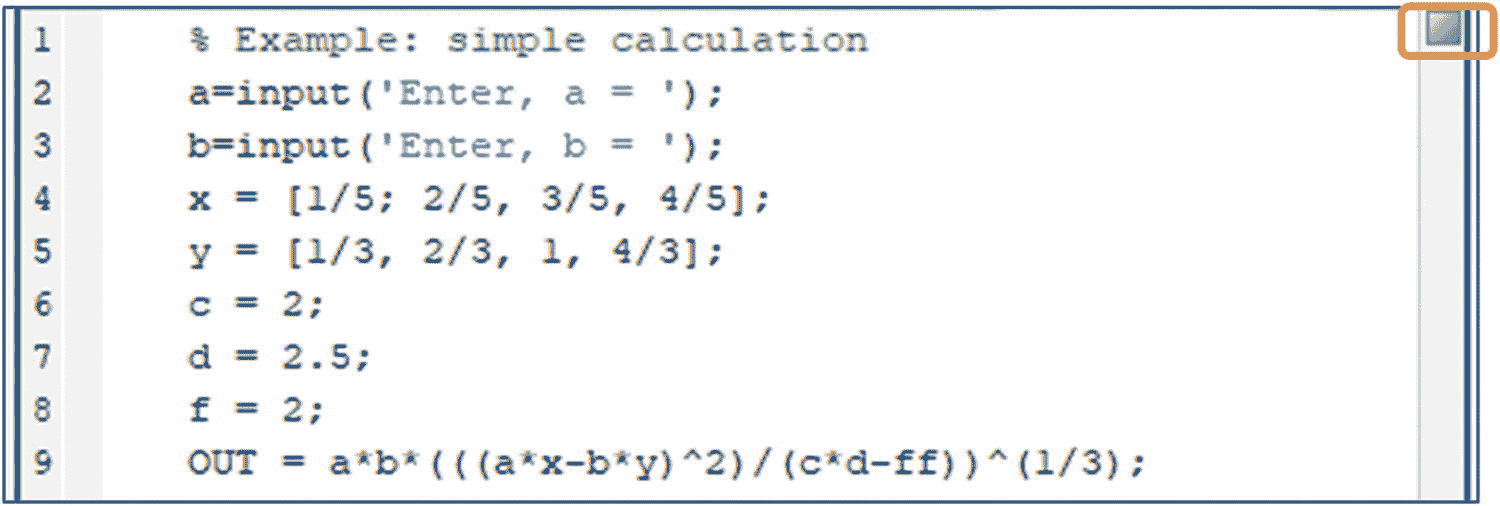 1 % Example: simple calculation
2 a=input('Enter, a = ');
3 b=input('Enter, b = ');
4 x = [1/5; 2/5, 3/5, 4/5];
5 y = [1/3, 2/3, 1, 4/3];
6 c = 2;
7 d = 2.5;
8 f = 2;
9 OUT = a*b*(((a*x-b*y)^2)/(c*d-ff))^(1/3);